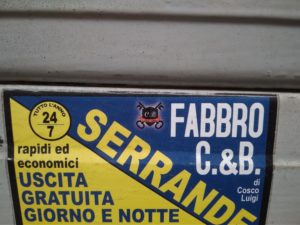 TUTTO L'ANNO
24
7
rapidi ed
economici
USCITA
GRATUITA
GIORNO E NOTTE
SERRANDE
FABBRO
C.&B.
di
Cosco
Luigi